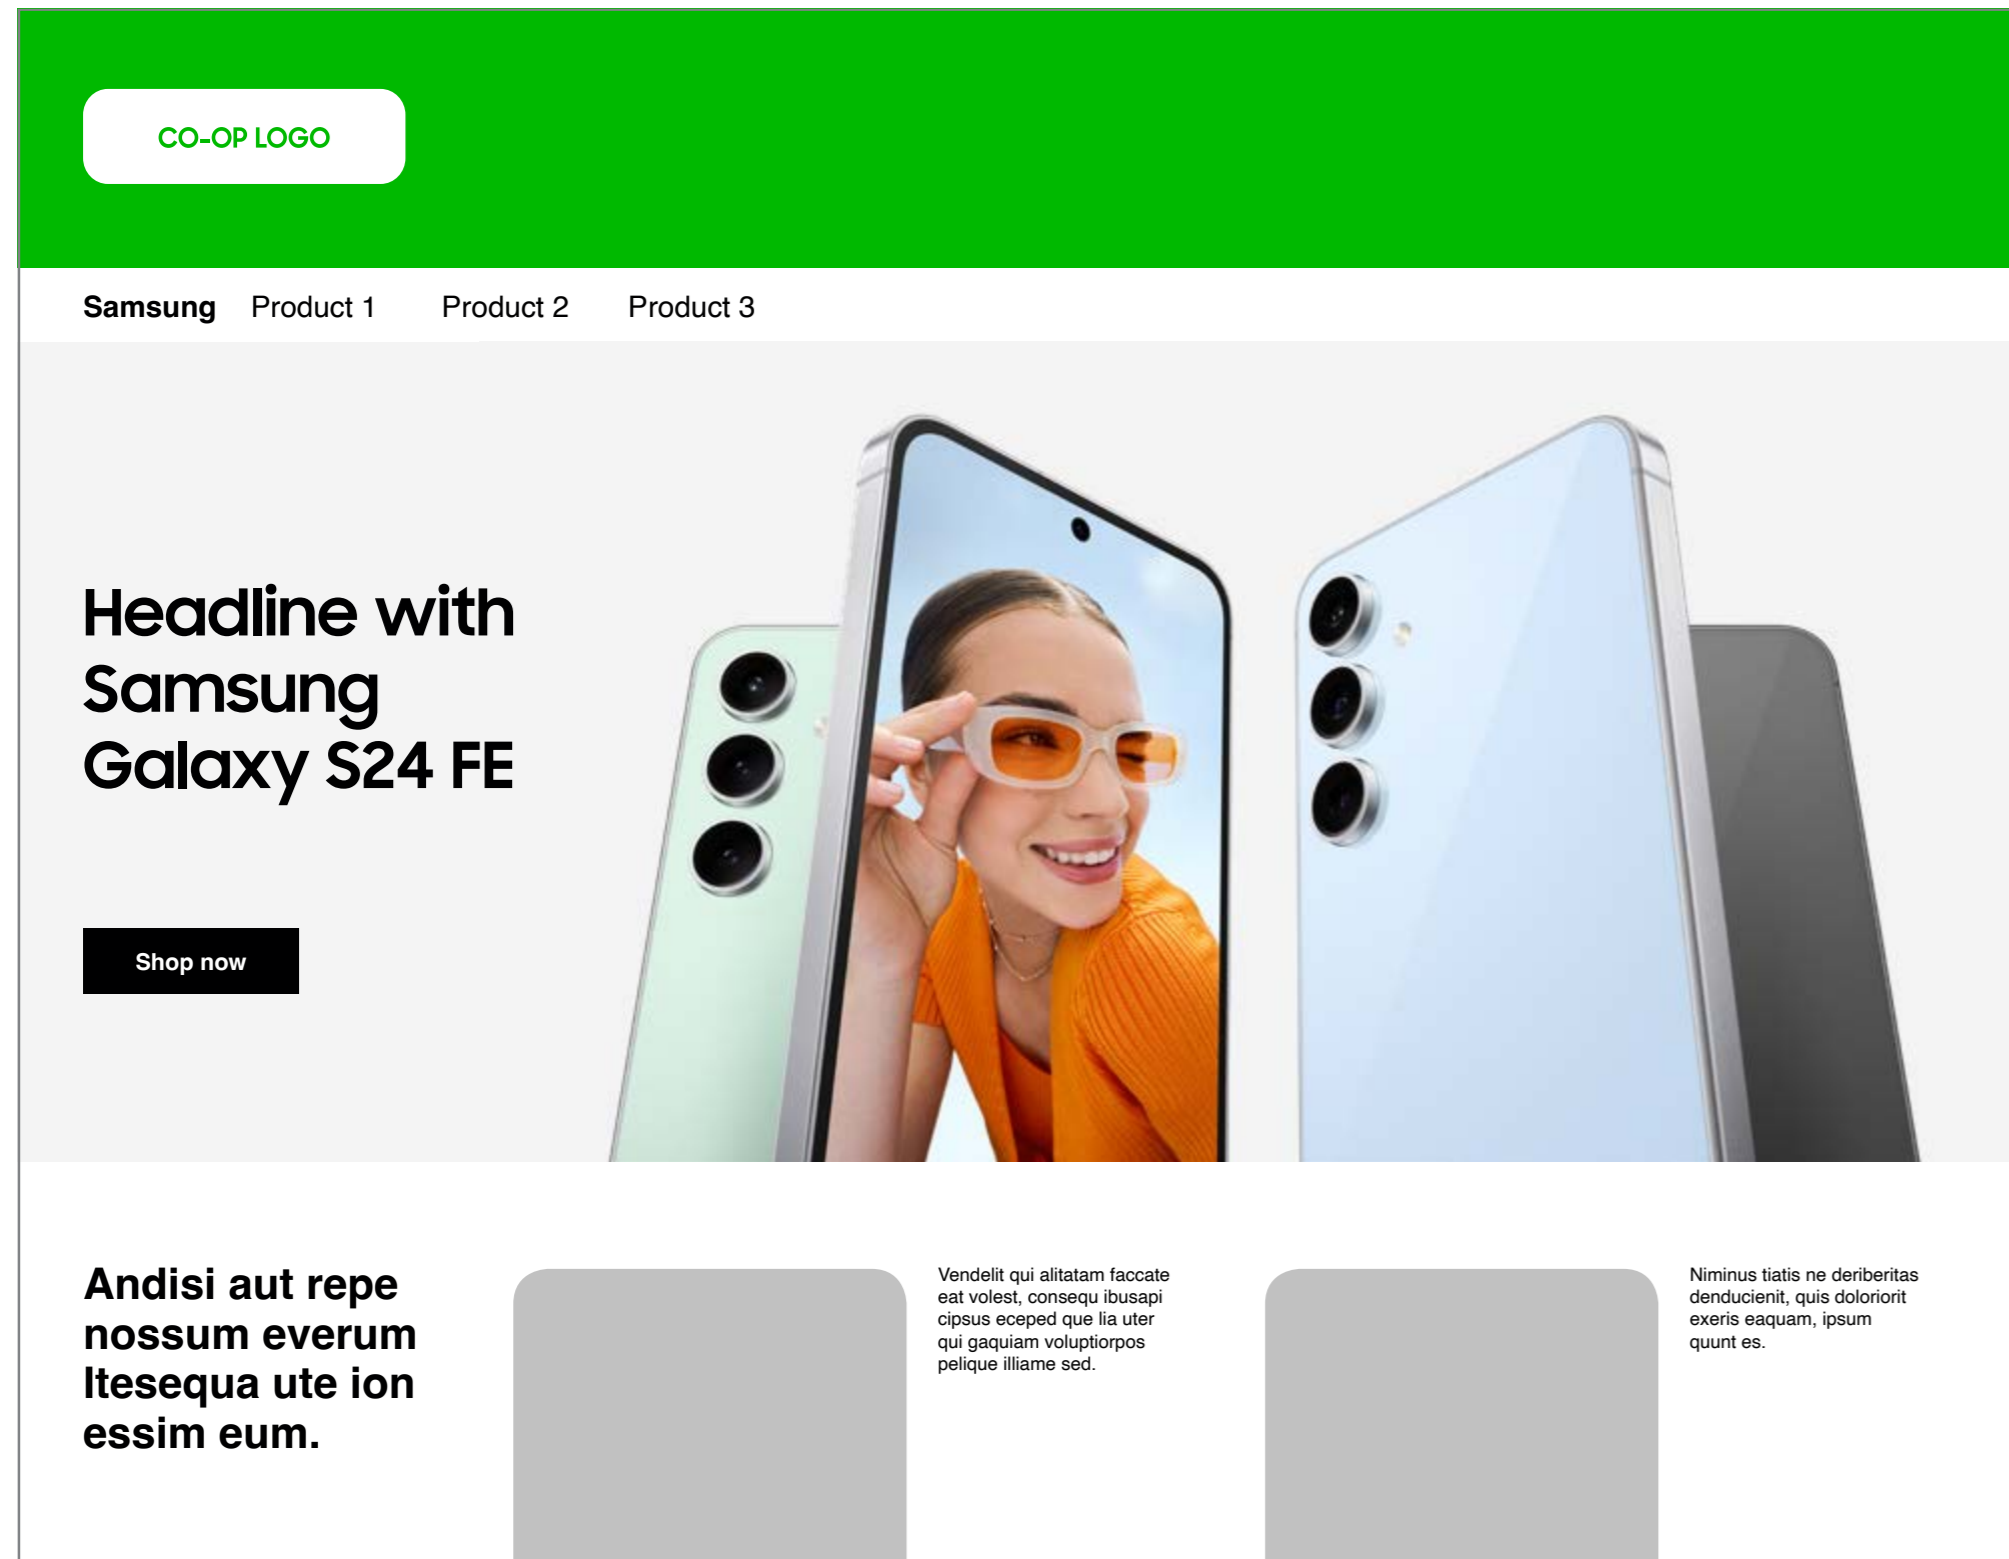 CO-OP LOGO
Samsung Product 1 Product 2 Product 3
Headline with
Samsung
Galaxy S24 FE
Shop now
Andisi aut repe
nossum everum
Itesequa ute ion
essim eum.
Vendelit qui alitatam faccate
eat volest, consequ ibusapi
cipsus eceped que lia uter
qui gaquiam voluptiorpos
pelique illiame sed.
Niminus tiatis ne deriberitas
denducienit, quis doloriorit
exeris eaquam, ipsum
quunt es.